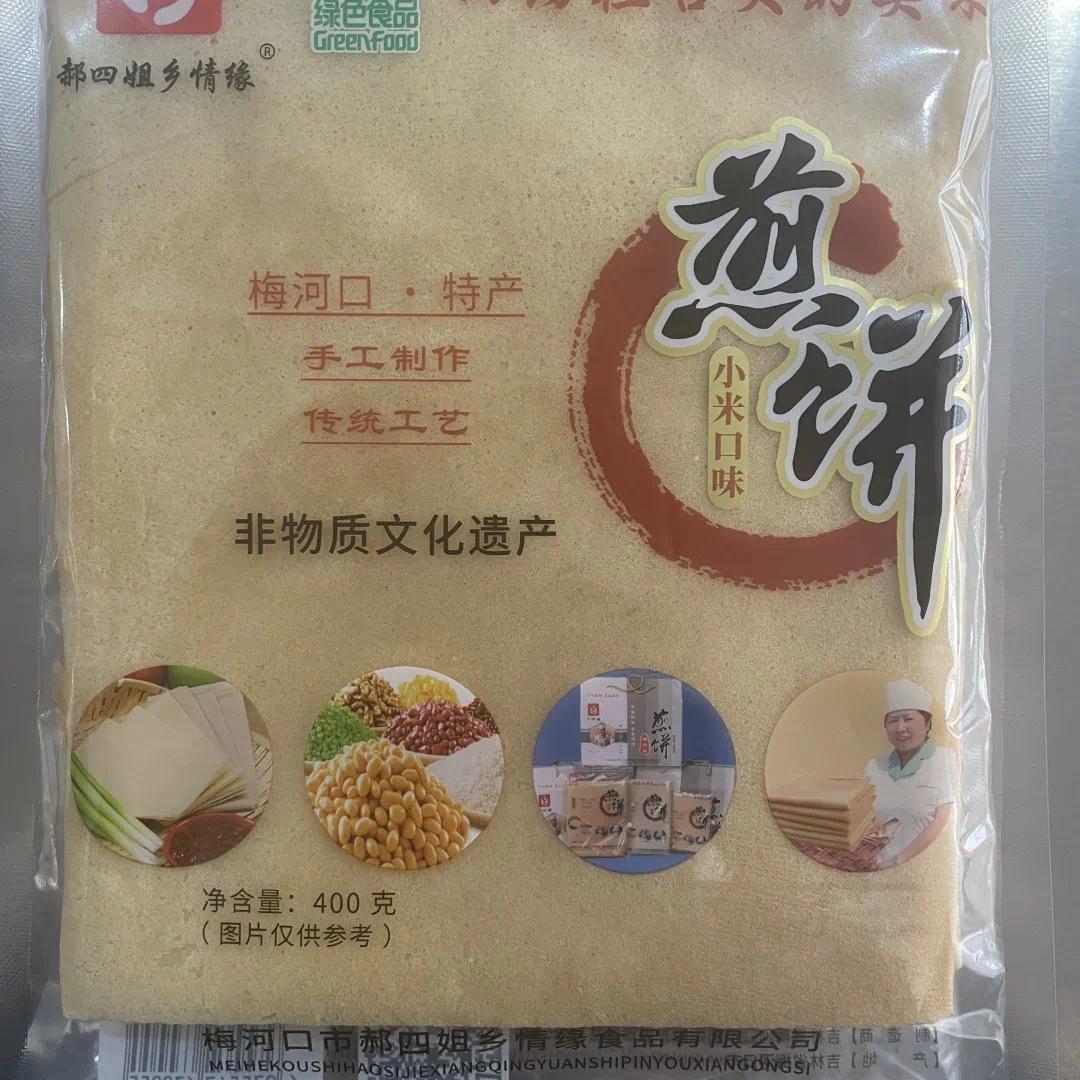 绿色食品
Greenfood
郝四姐乡情缘®
煎饼
小米口味
梅河口·特产
手工制作
传统工艺
非物质文化遗产
煎饼
净含量：400 克
（图片仅供参考）
梅河口市郝四姐乡情缘食品有限公司
MEIHEKOUSHIHAOSIJIEXIANGQINGYUANSHIPINYOUXIANGONGSI